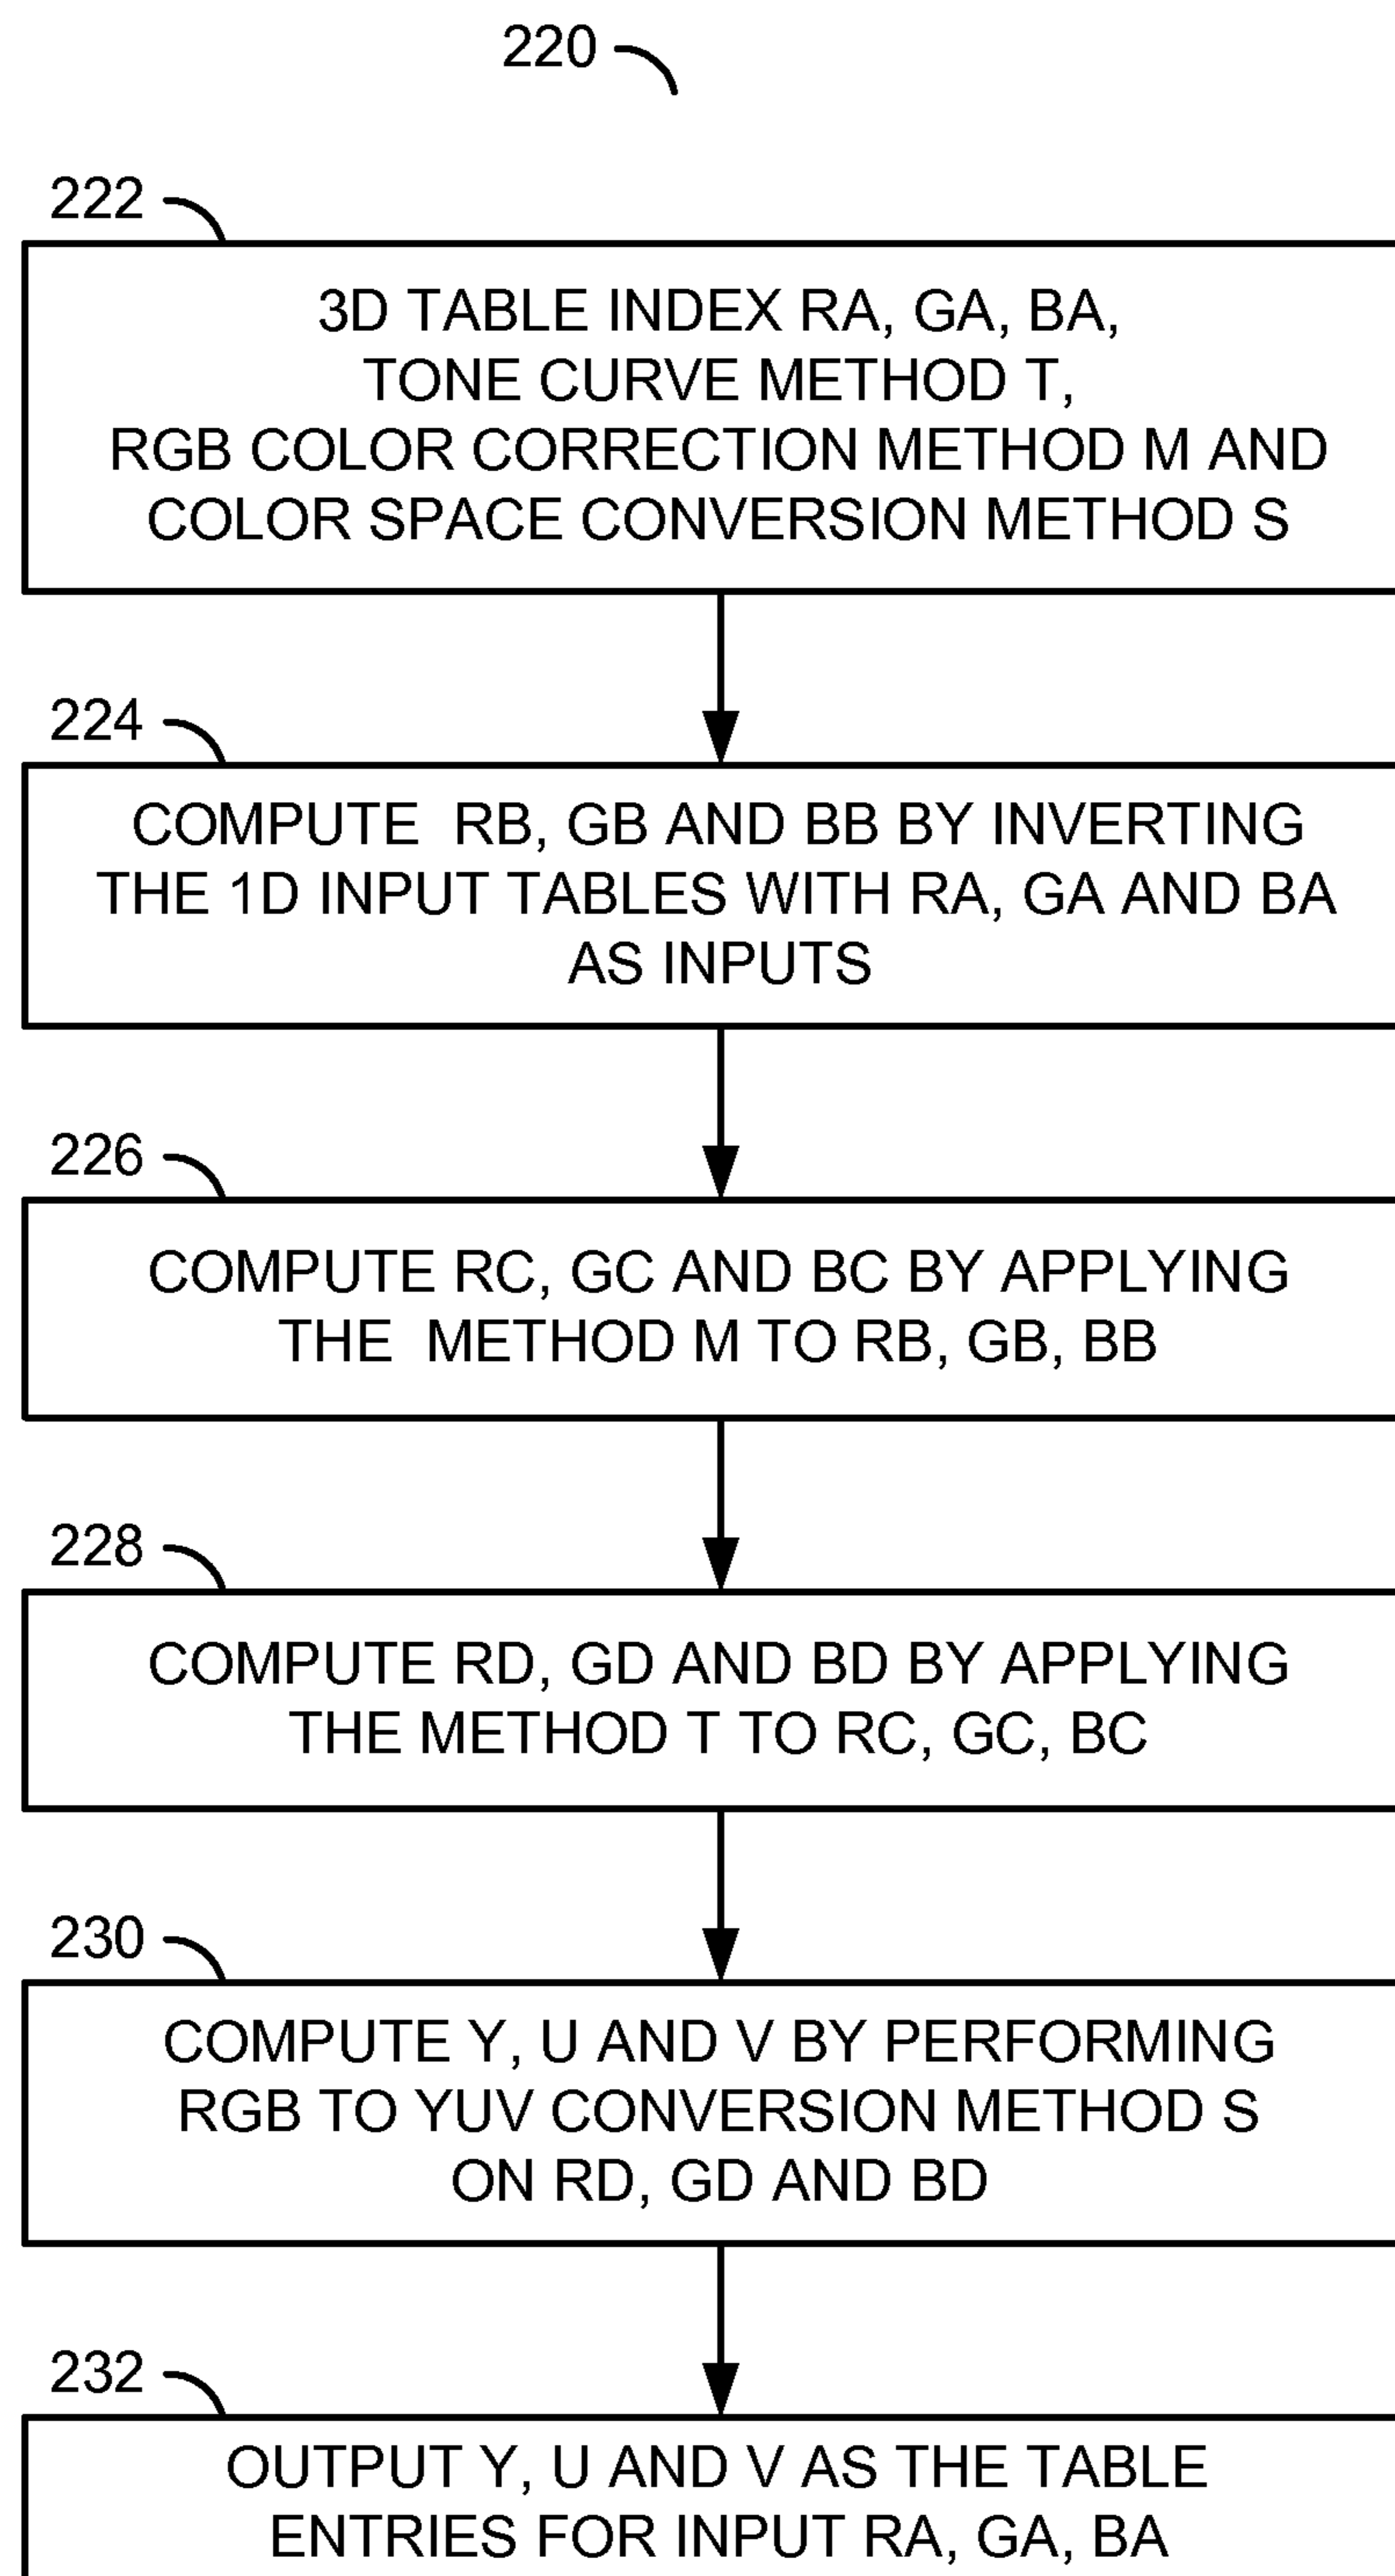 220
222
3D TABLE INDEX RA, GA, BA,
TONE CURVE METHOD T,
RGB COLOR CORRECTION METHOD M AND
COLOR SPACE CONVERSION METHOD S
224
COMPUTE RB, GB AND BB BY INVERTING
THE 1D INPUT TABLES WITH RA, GA AND BA
AS INPUTS
226
COMPUTE RC, GC AND BC BY APPLYING
THE METHOD M TO RB, GB, BB
228
COMPUTE RD, GD AND BD BY APPLYING
THE METHOD T TO RC, GC, BC
230
COMPUTE Y, U AND V BY PERFORMING
RGB TO YUV CONVERSION METHOD S
ON RD, GD AND BD
232
OUTPUT Y, U AND V AS THE TABLE
ENTRIES FOR INPUT RA, GA, BA